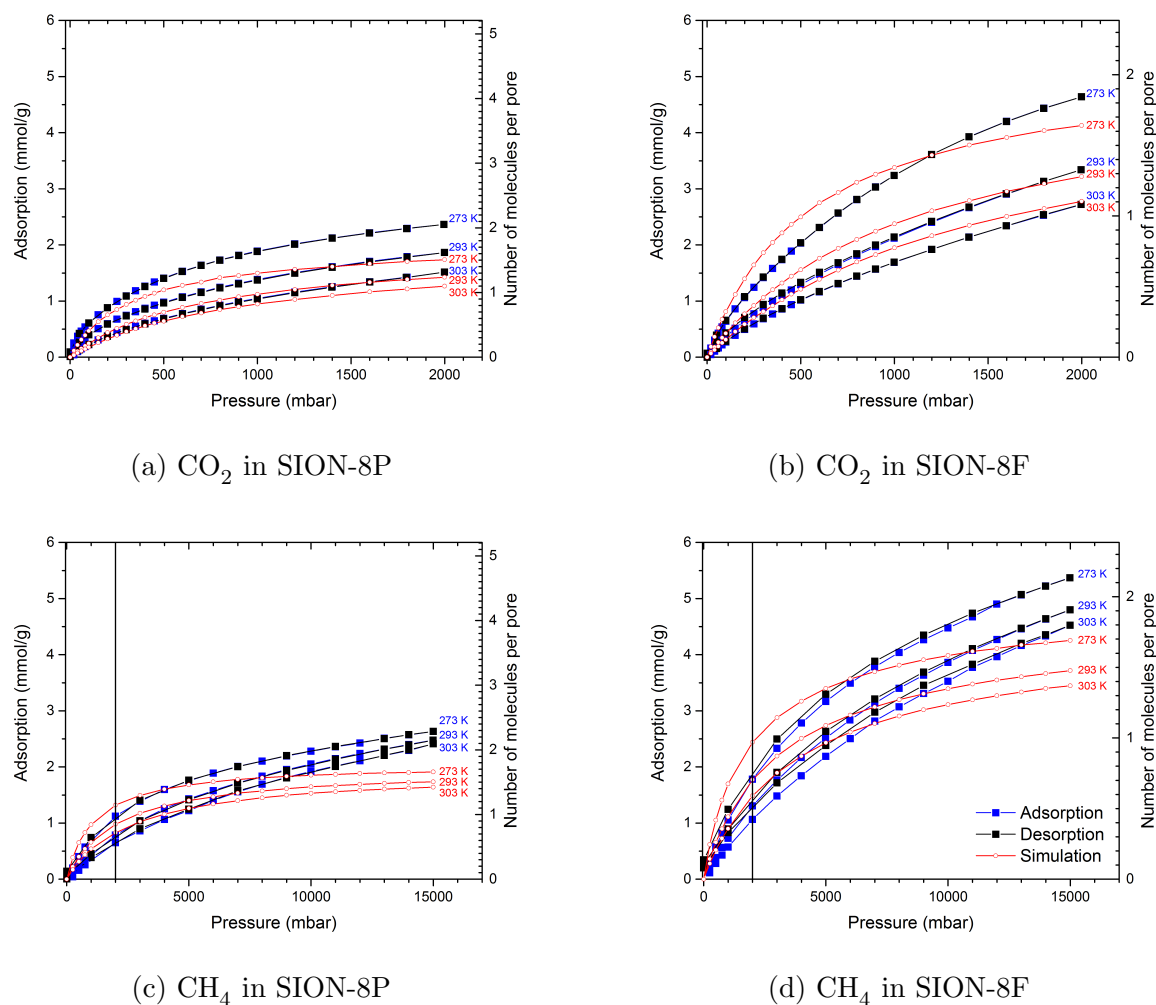 6
5
4
3
2
1
0
Adsorption (mmol/g)
273 K
293 K
273 K
303 K
293 K
303 K
5
4
3
2
1
0
Number of molecules per pore
0 500 1000 1500 2000
Pressure (mbar)
(a) CO2 in SION-8P
6
5
4
3
2
1
0
Adsorption (mmol/g)
273 K
273 K
293 K
293 K
303 K
303 K
2
1
0
Number of molecules per pore
0 500 1000 1500 2000
Pressure (mbar)
(b) CO2 in SION-8F
6
5
4
3
2
1
0
Adsorption (mmol/g)
273 K
293 K
303 K
273 K
293 K
303 K
5
4
3
2
1
0
Number of molecules per pore
0 5000 10000 15000
Pressure (mbar)
(c) CH4 in SION-8P
6
5
4
3
2
1
0
Adsorption (mmol/g)
273 K
293 K
303 K
273 K
293 K
303 K
Adsorption
Desorption
Simulation
2
1
0
Number of molecules per pore
0 5000 10000 15000
Pressure (mbar)
(d) CH4 in SION-8F